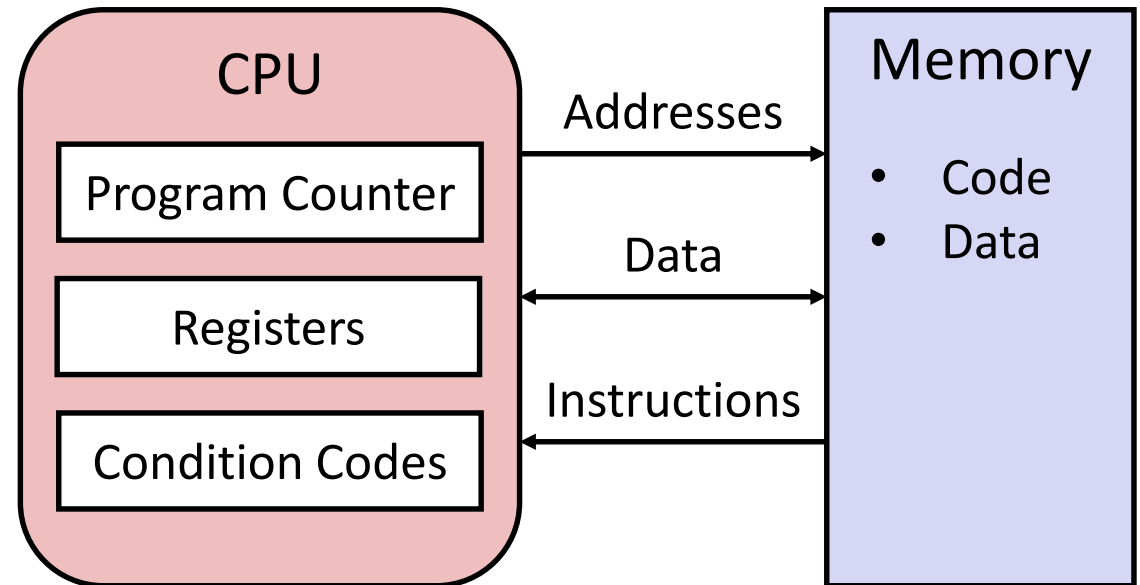 CPU
Program Counter
Registers
Condition Codes
Addresses
Data
Instructions
Memory
• Code
• Data